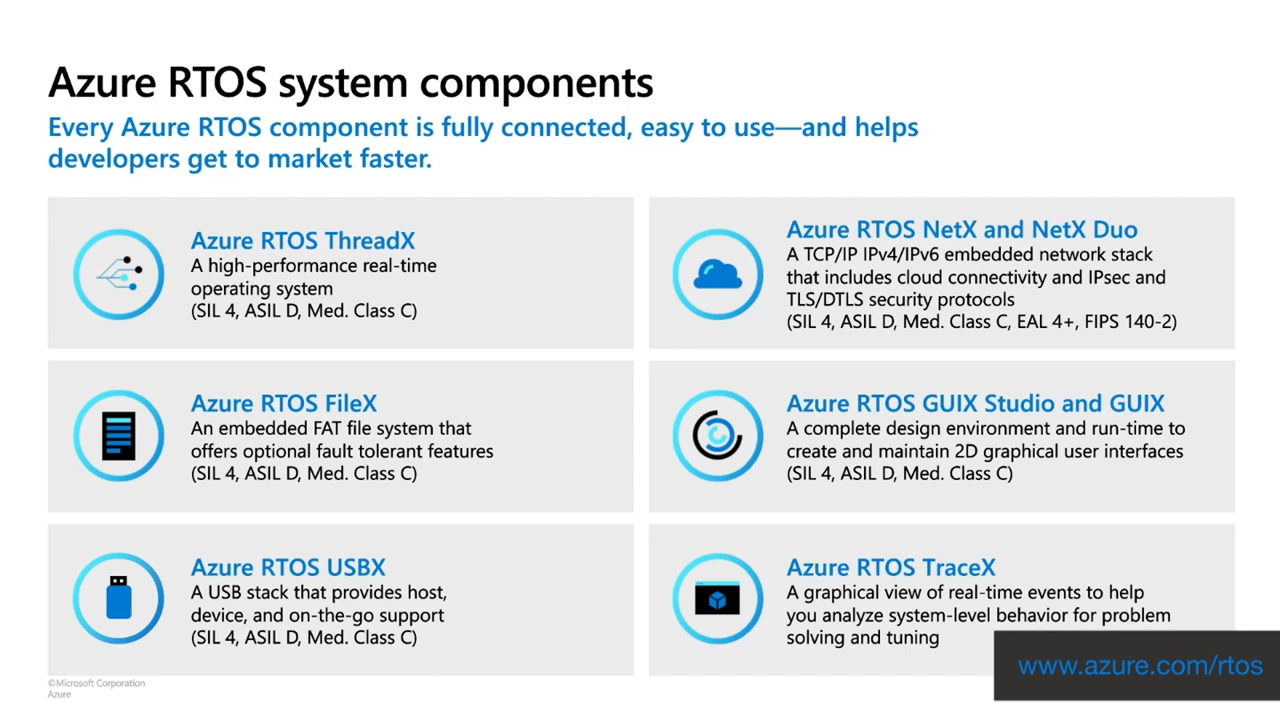 Azure RTOS system components
Every Azure RTOS component is fully connected, easy to use—and helps
developers get to market faster.
Azure RTOS ThreadX
A high-performance real-time
operating system
(SIL 4, ASIL D, Med. Class C)
Azure RTOS NetX and NetX Duo
A TCP/IP IPv4/IPv6 embedded network stack
that includes cloud connectivity and IPsec and
TLS/DTLS security protocols
(SIL 4, ASIL D, Med. Class C, EAL 4+, FIPS 140-2)
Azure RTOS FileX
An embedded FAT file system that
offers optional fault tolerant features
(SIL 4, ASIL D, Med. Class C)
Azure RTOS GUIX Studio and GUIX
A complete design environment and run-time to
create and maintain 2D graphical user interfaces
(SIL 4, ASIL D, Med. Class C)
Azure RTOS USBX
A USB stack that provides host,
device, and on-the-go support
(SIL 4, ASIL D, Med. Class C)
Azure RTOS TraceX
A graphical view of real-time events to help
you analyze system-level behavior for problem
solving and tuning
www.azure.com/rtos
©Microsoft Corporation
Azure